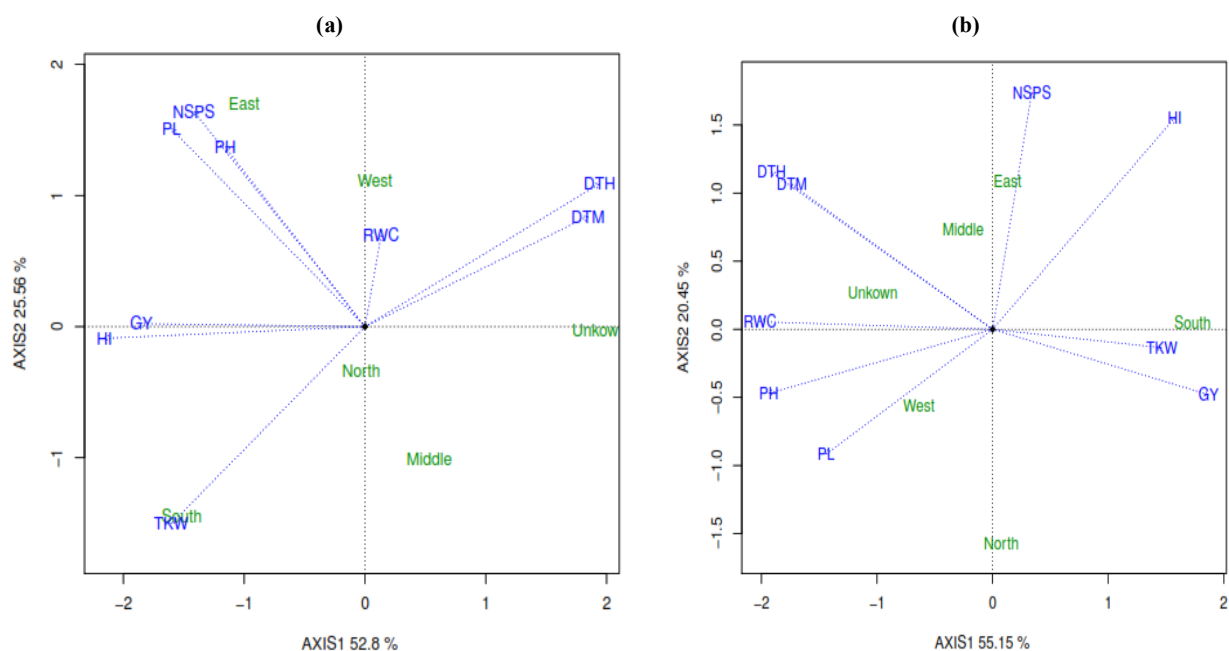 (a)
2
1
0
−1
AXIS2 25.56 %
NSPS
East
PL
PH
West
DTH
DTM
RWC
GY
HI
Unkow
North
Middle
South
TKW
−2
−1
0
1
2
AXIS1 52.8 %
(b)
1.5
1.0
0.5
0.0
−0.5
−1.0
−1.5
AXIS2 20.45 %
NSPS
HI
DTH
DTM
East
Middle
Unkown
RWC
South
TKW
PH
GY
West
PL
North
−2
−1
0
1
2
AXIS1 55.15 %